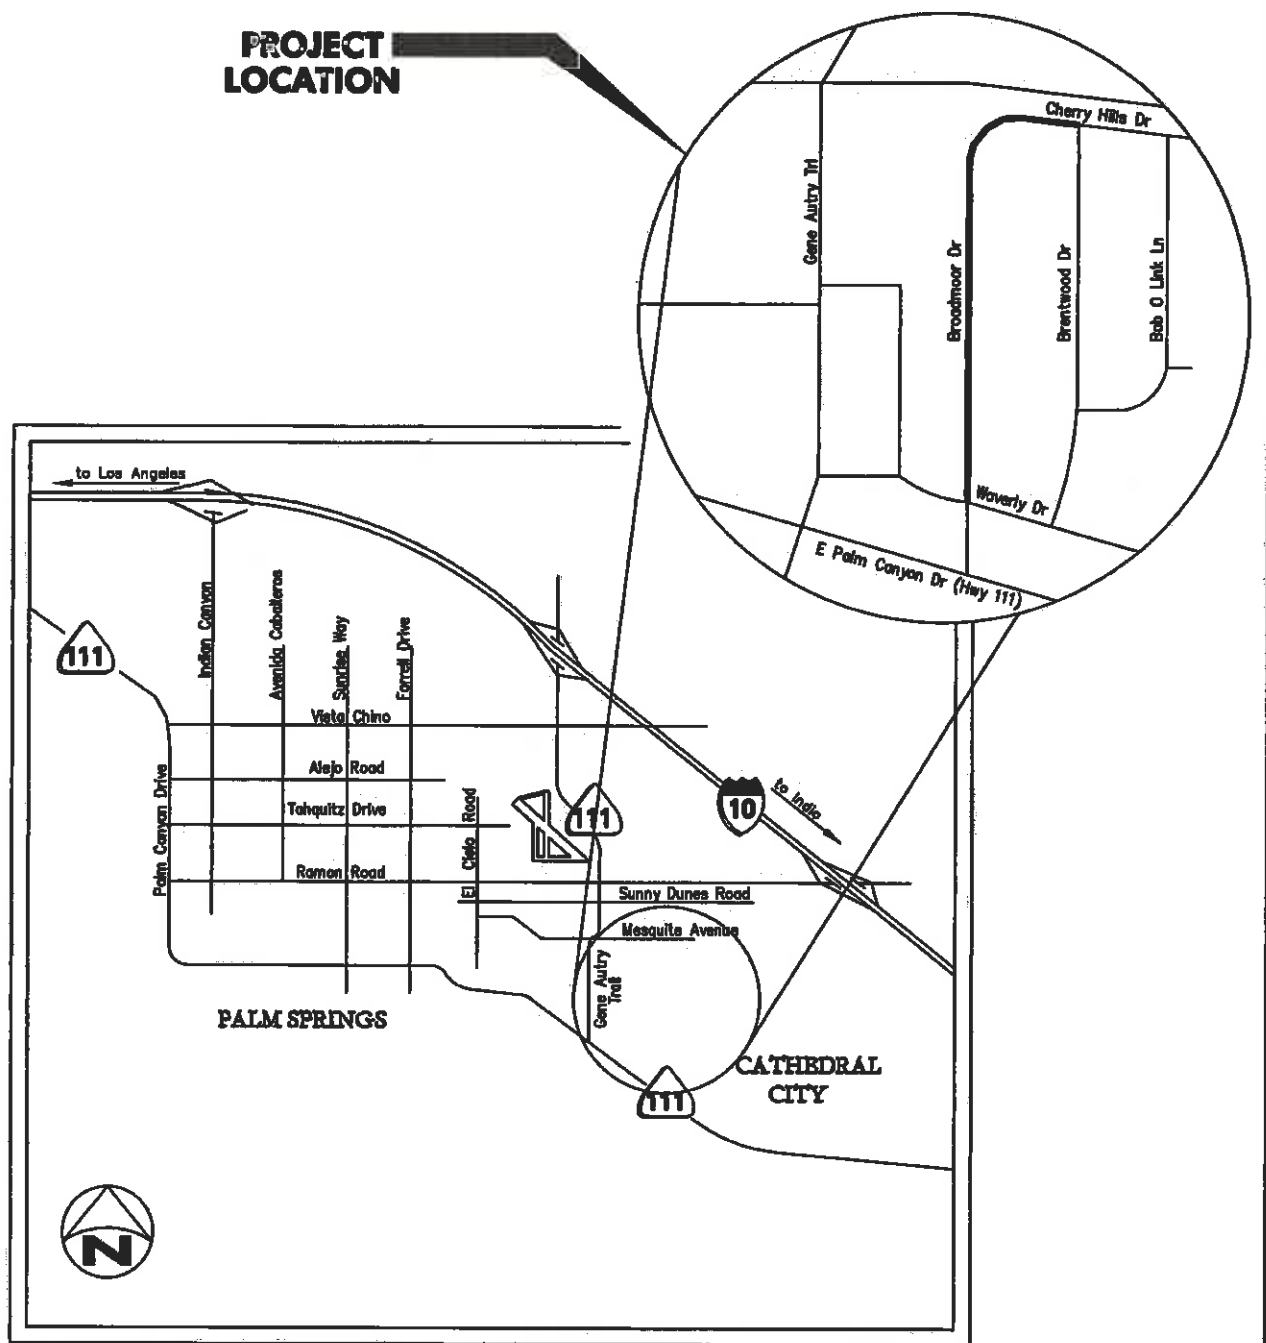 PROJECT
LOCATION
Cherry Hills Dr
Gene Autry Trl
Broadmoor Dr
Brentwood Dr
Bob O Link Ln
Waverly Dr
E Palm Canyon Dr (Hwy 111)
to Los Angeles
111
Indian Canyon
Avenida Caballeros
Sunrise Way
Farrell Drive
Vista Chino
Alejo Road
Tahquitz Drive
Ramon Road
Palm Canyon Drive
El Cielo Road
111
10
to Indio
Sunny Dunes Road
Mesquite Avenue
Gene Autry
Trail
PALM SPRINGS
CATHEDRAL
CITY
111
N